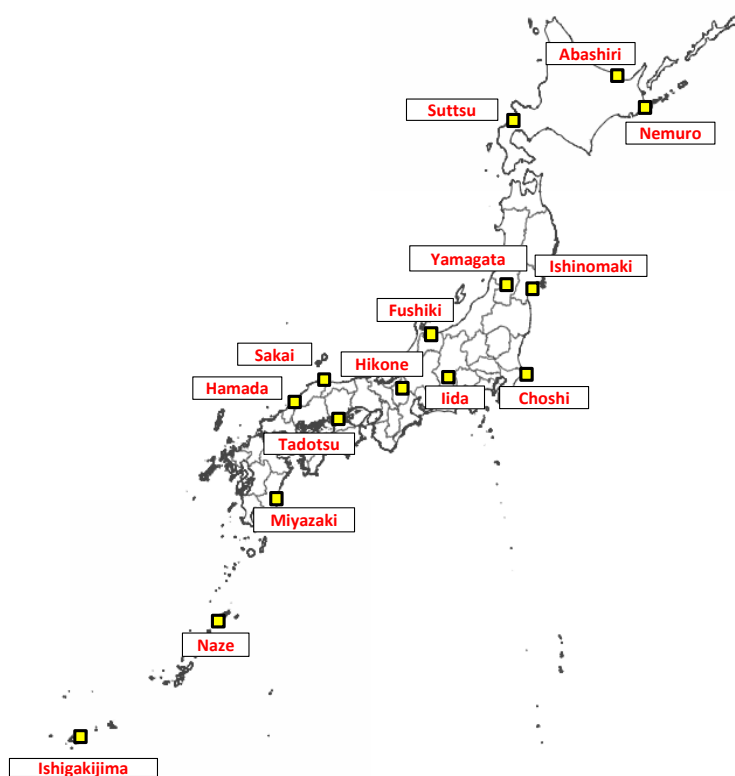 Abashiri
Suttsu
Nemuro
Yamagata
Ishinomaki
Fushiki
Sakai
Hikone
Hamada
Iida
Choshi
Tadotsu
Miyazaki
Naze
Ishigakijima